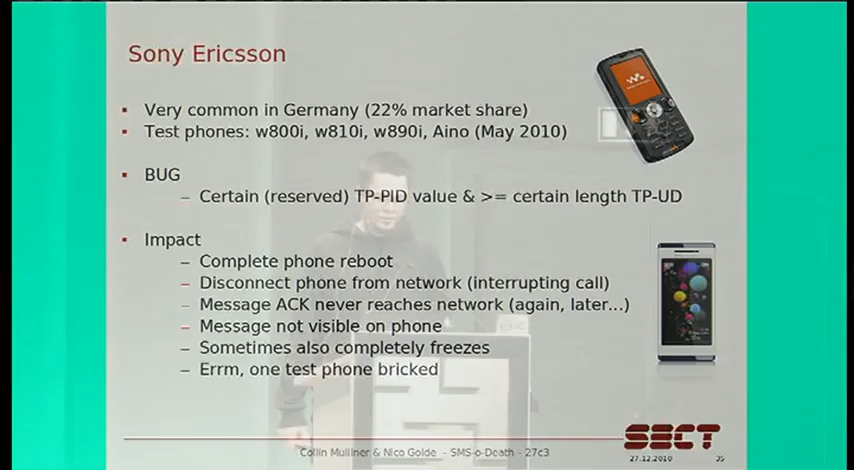 Sony Ericsson
▪ Very common in Germany (22% market share)
▪ Test phones: w800i, w810i, w890i, Aino (May 2010)
▪ BUG
– Certain (reserved) TP-PID value & >= certain length TP-UD
▪ Impact
– Complete phone reboot
– Disconnect phone from network (interrupting call)
– Message ACK never reaches network (again, later...)
– Message not visible on phone
– Sometimes also completely freezes
– Errm, one test phone bricked
SECT
Collin Mulliner & Nico Golde - SMS-o-Death - 27c3
27.12.2010 35